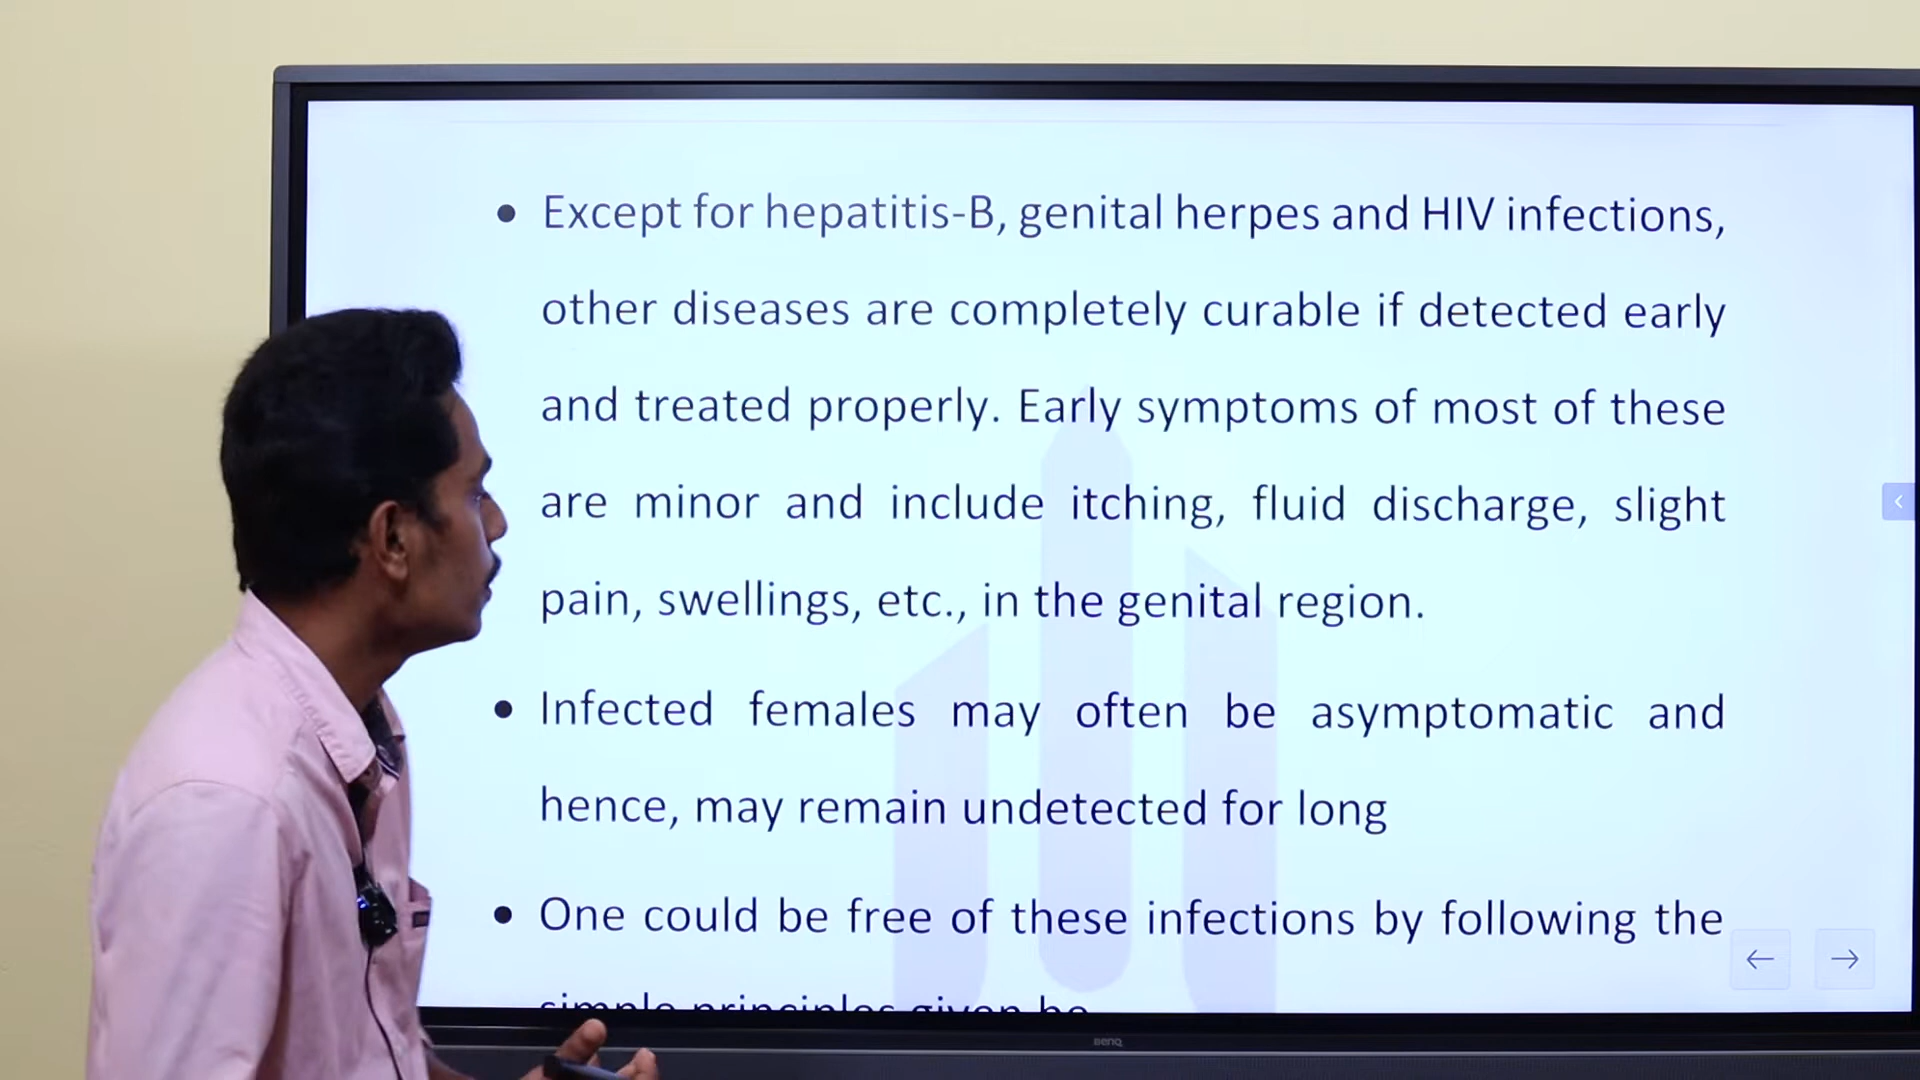 • Except for hepatitis-B, genital herpes and HIV infections,
other diseases are completely curable if detected early
and treated properly. Early symptoms of most of these
are minor and include itching, fluid discharge, slight
pain, swellings, etc., in the genital region.
• Infected females may often be asymptomatic and
hence, may remain undetected for long
• One could be free of these infections by following the
simple principles given be
BenQ